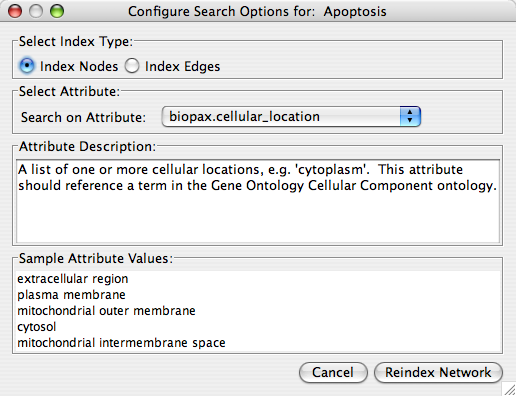 Configure Search Options for:  Apoptosis
Select Index Type:
Index Nodes Index Edges
Select Attribute:
Search on Attribute: biopax.cellular_location
Attribute Description:
A list of one or more cellular locations, e.g. 'cytoplasm'.  This attribute
should reference a term in the Gene Ontology Cellular Component ontology.
Sample Attribute Values:
extracellular region
plasma membrane
mitochondrial outer membrane
cytosol
mitochondrial intermembrane space
Cancel Reindex Network